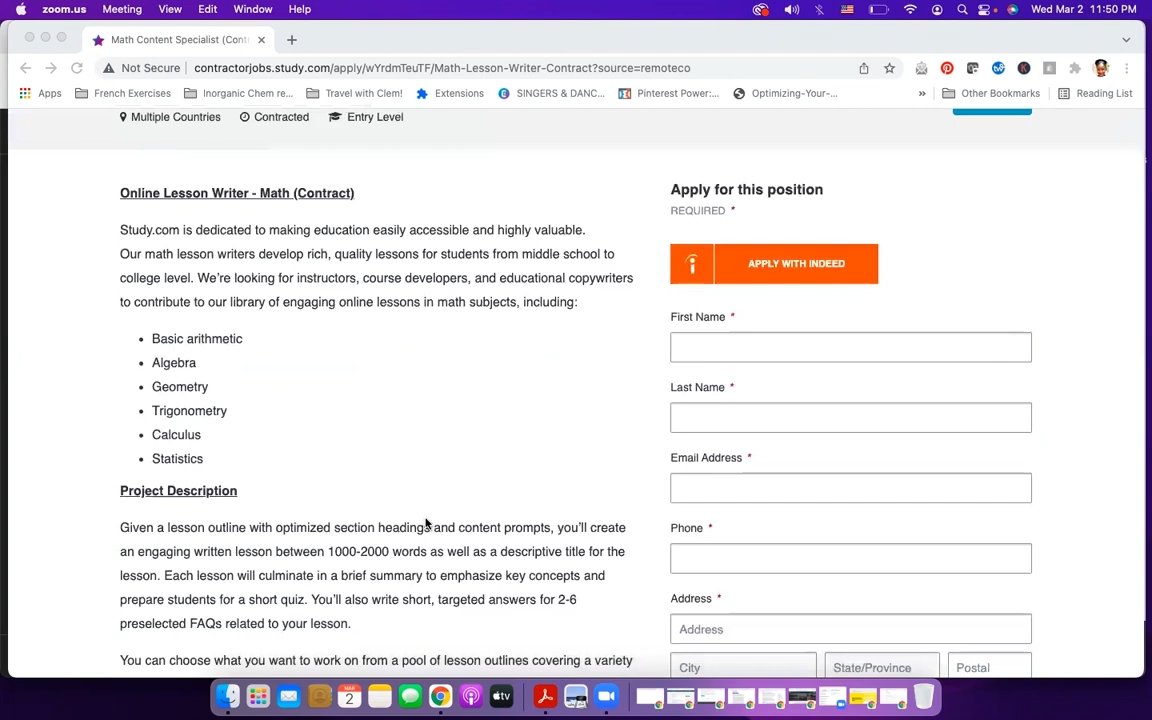 zoom.us Meeting View Edit Window Help Wed Mar 2 11:50 PM
Math Content Specialist (Cont
Not Secure contractorjobs.study.com/apply/wYrdmTeuTF/Math-Lesson-Writer-Contract?source=remoteco
Apps French Exercises Inorganic Chem re... Travel with Clem! Extensions SINGERS & DANC... Pinterest Power:... Optimizing-Your-... » Other Bookmarks Reading List
Multiple Countries Contracted Entry Level
Online Lesson Writer - Math (Contract)
Study.com is dedicated to making education easily accessible and highly valuable.
Our math lesson writers develop rich, quality lessons for students from middle school to
college level. We're looking for instructors, course developers, and educational copywriters
to contribute to our library of engaging online lessons in math subjects, including:
• Basic arithmetic
• Algebra
• Geometry
• Trigonometry
• Calculus
• Statistics
Project Description
Given a lesson outline with optimized section headings and content prompts, you'll create
an engaging written lesson between 1000-2000 words as well as a descriptive title for the
lesson. Each lesson will culminate in a brief summary to emphasize key concepts and
prepare students for a short quiz. You'll also write short, targeted answers for 2-6
preselected FAQs related to your lesson.
You can choose what you want to work on from a pool of lesson outlines covering a variety
Apply for this position
REQUIRED *
APPLY WITH INDEED
First Name *
Last Name *
Email Address *
Phone *
Address *
Address
City State/Province Postal
MAR
2
tv